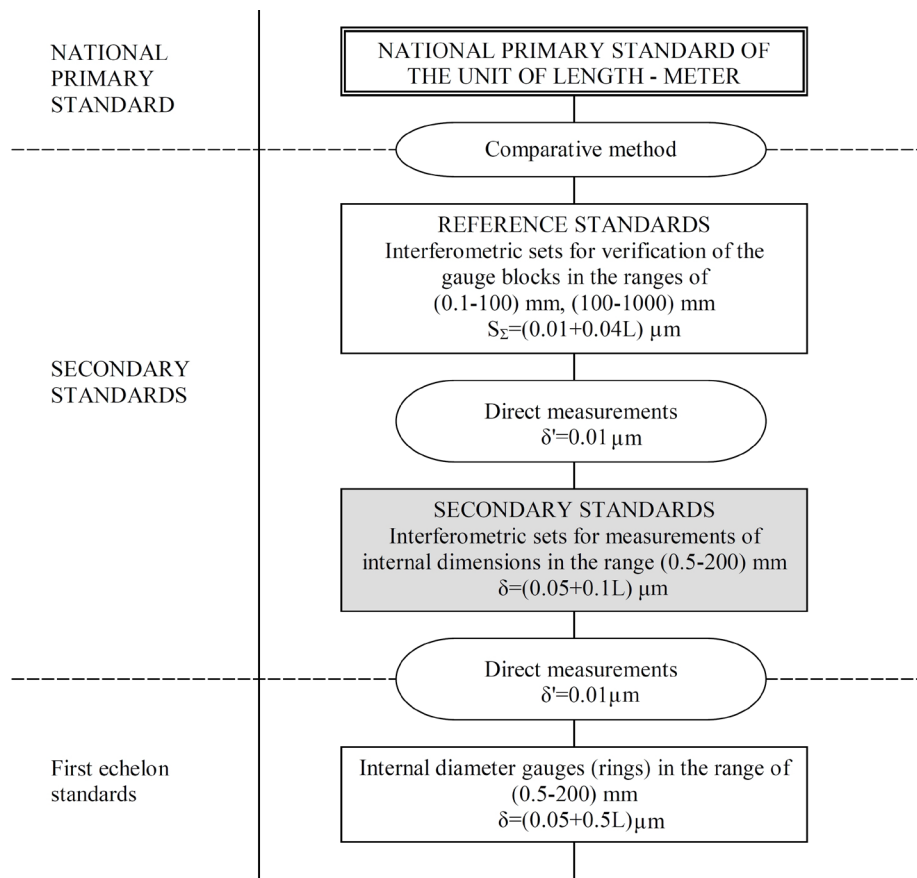 NATIONAL
PRIMARY
STANDARD
NATIONAL PRIMARY STANDARD OF
THE UNIT OF LENGTH - METER
Comparative method
SECONDARY
STANDARDS
REFERENCE STANDARDS
Interferometric sets for verification of the
gauge blocks in the ranges of
(0.1-100) mm, (100-1000) mm
S_Σ=(0.01+0.04L) µm
Direct measurements
δ'=0.01µm
SECONDARY STANDARDS
Interferometric sets for measurements of
internal dimensions in the range (0.5-200) mm
δ=(0.05+0.1L) µm
Direct measurements
δ'=0.01µm
First echelon
standards
Internal diameter gauges (rings) in the range of
(0.5-200) mm
δ=(0.05+0.5L)µm